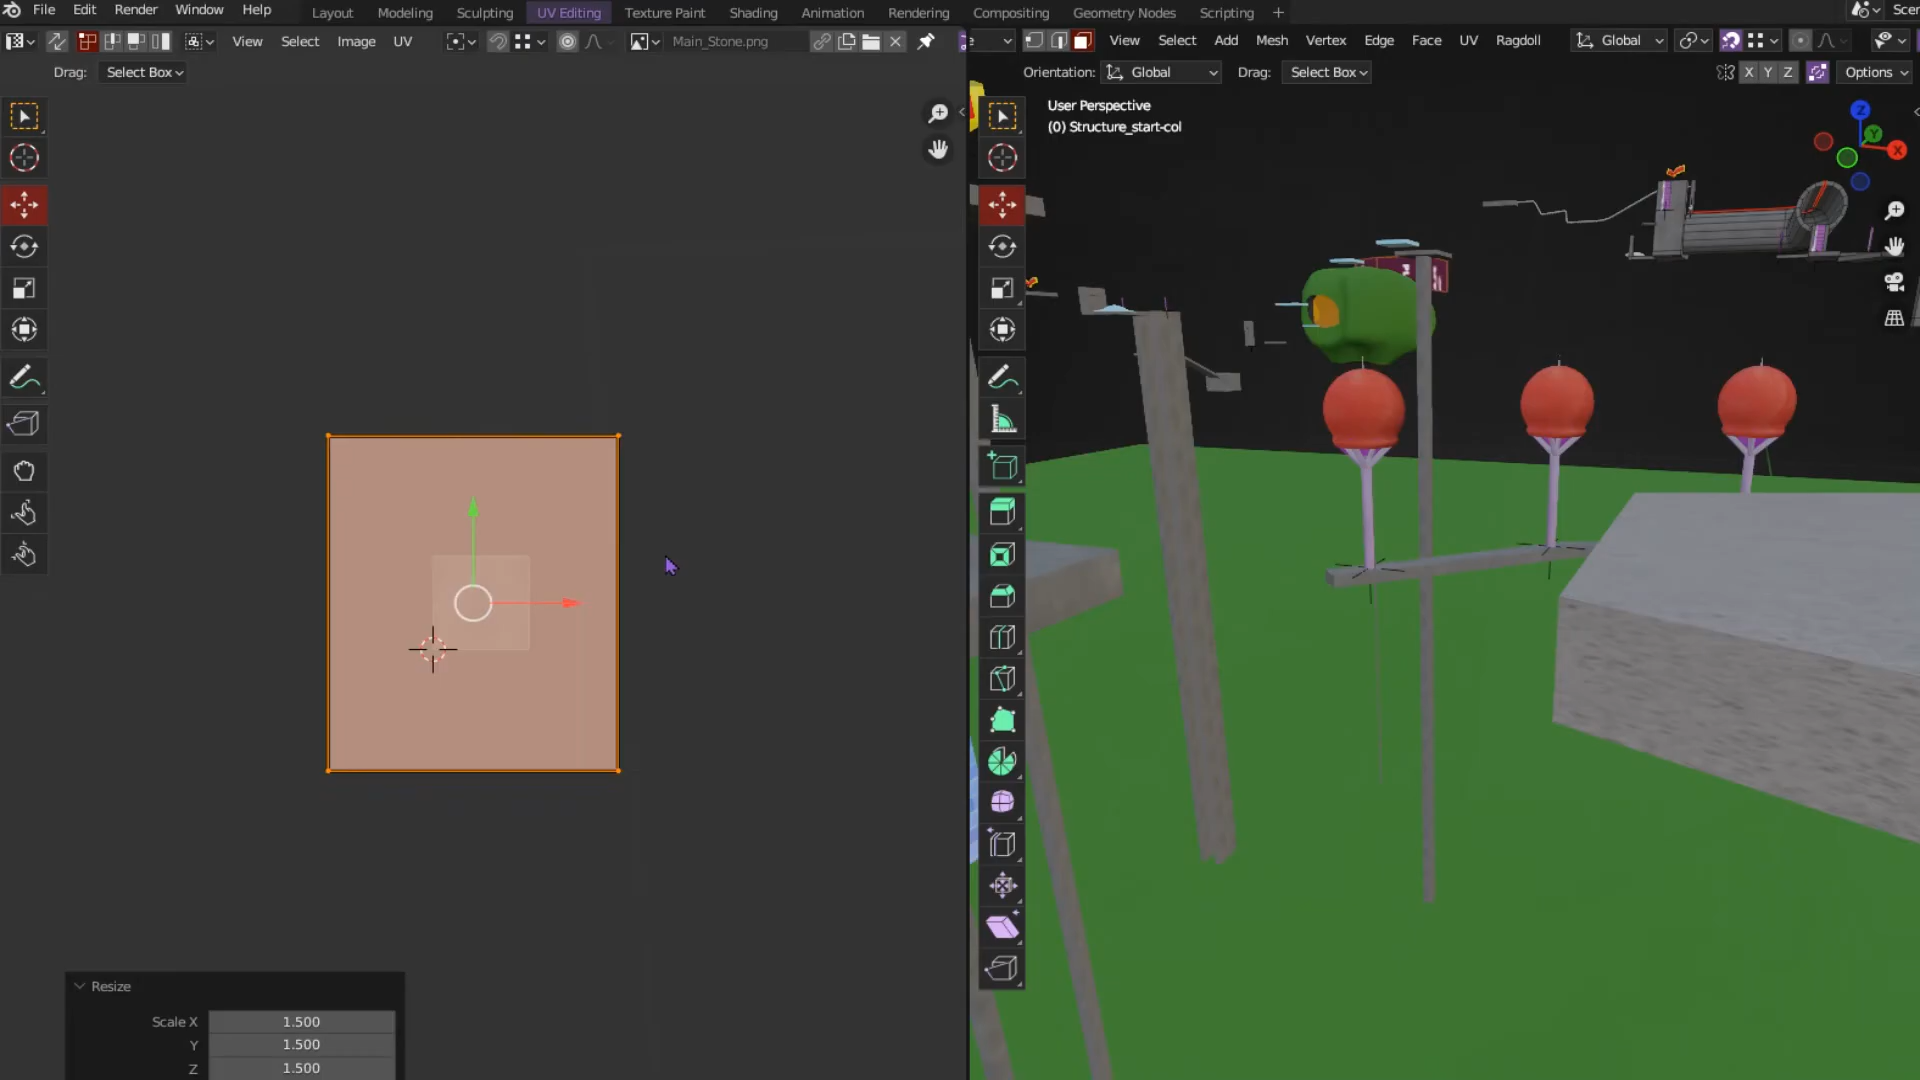 File Edit Render Window Help Layout Modeling Sculpting UV Editing Texture Paint Shading Animation Rendering Compositing Geometry Nodes Scripting +
View Select Image UV Main_Stone.png
View Select Add Mesh Vertex Edge Face UV Ragdoll Global
Drag: Select Box
Orientation: Global Drag: Select Box X Y Z Options
User Perspective
(0) Structure_start-col
Z
Y
X
Resize
Scale X 1.500
Y 1.500
Z 1.500